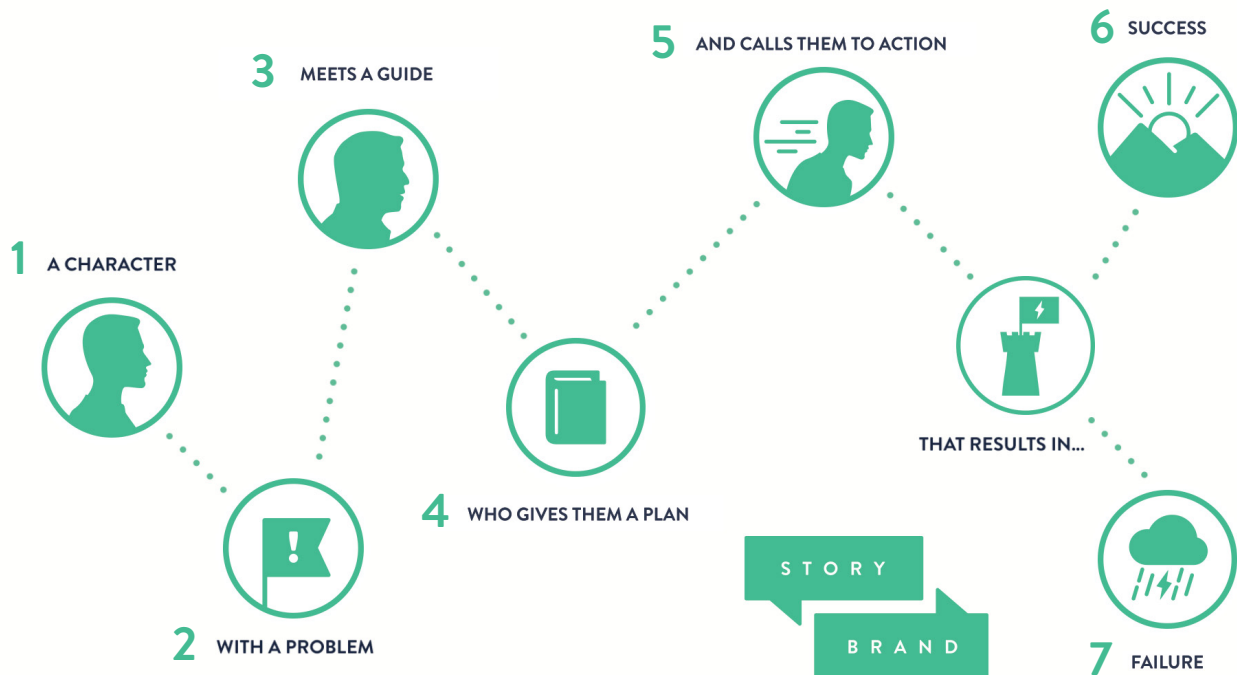 1 A CHARACTER
2 WITH A PROBLEM
3 MEETS A GUIDE
4 WHO GIVES THEM A PLAN
5 AND CALLS THEM TO ACTION
THAT RESULTS IN...
6 SUCCESS
7 FAILURE
STORY
BRAND